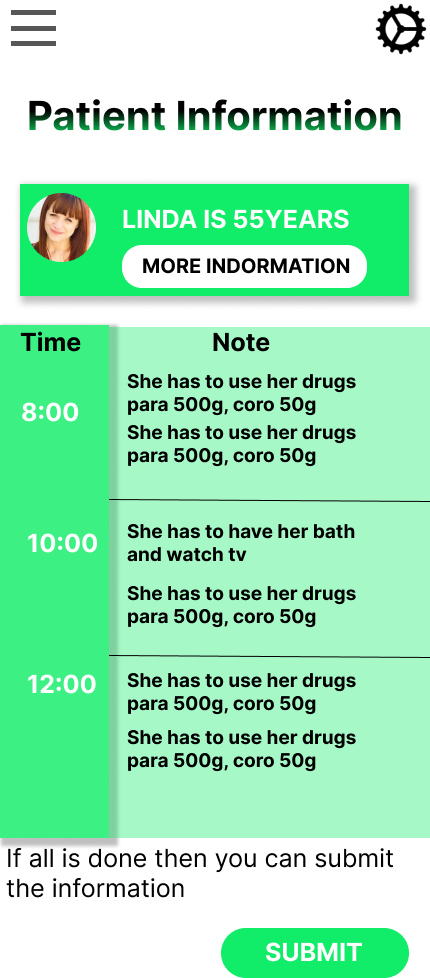 Patient Information
LINDA IS 55YEARS
MORE INDORMATION
Time
Note
8:00
She has to use her drugs
para 500g, coro 50g
She has to use her drugs
para 500g, coro 50g
10:00
She has to have her bath
and watch tv
She has to use her drugs
para 500g, coro 50g
12:00
She has to use her drugs
para 500g, coro 50g
She has to use her drugs
para 500g, coro 50g
If all is done then you can submit
the information
SUBMIT